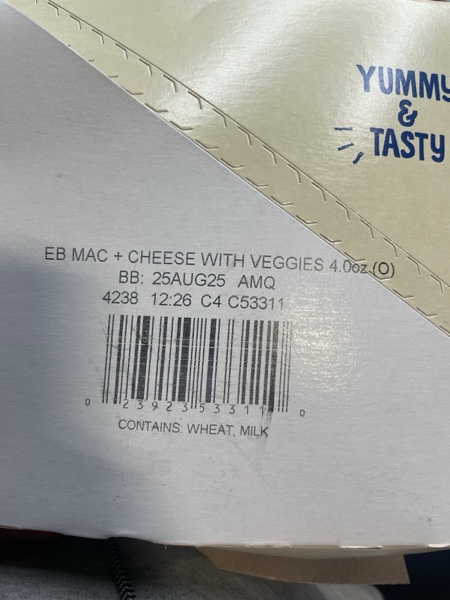 YUMMY
&
TASTY
EB MAC + CHEESE WITH VEGGIES 4.0oz (O)
BB: 25AUG25 AMQ
4238 12:26 C4 C53311
0 23923 53311 0
CONTAINS: WHEAT, MILK